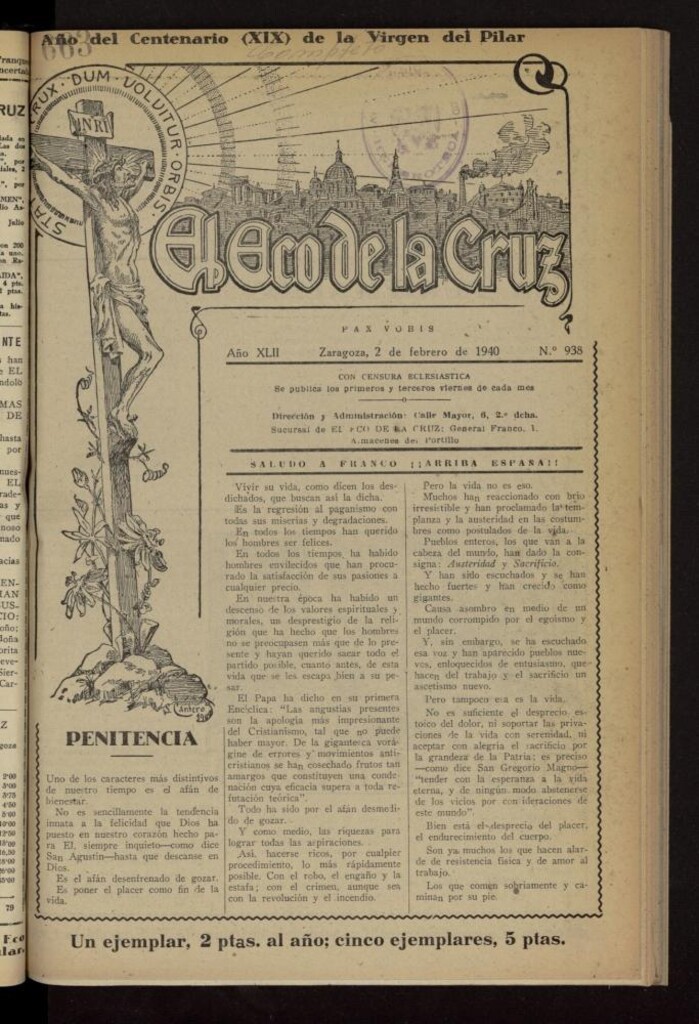 Año del Centenario (XIX) de la Virgen del Pilar
603
completo
STAT CRUX · DUM · VOLVITUR · ORBIS
INRI
El Eco de la Cruz
PAX VOBIS
Año XLII Zaragoza, 2 de febrero de 1940 N.º 938
CON CENSURA ECLESIASTICA
Se publica los primeros y terceros viernes de cada mes
Dirección y Administración: Calle Mayor, 6, 2.º dcha.
Sucursal de EL ECO DE LA CRUZ: General Franco, 1.
Almacenes del Portillo
SALUDO A FRANCO ¡¡ARRIBA ESPAÑA!!
PENITENCIA
Uno de los caracteres más distintivos
de nuestro tiempo es el afán de
bienestar.
No es sencillamente la tendencia
innata a la felicidad que Dios ha
puesto en nuestro corazón hecho para
El, siempre inquieto—como dice
San Agustín—hasta que descanse en
Dios.
Es el afán desenfrenado de gozar.
Es poner el placer como fin de la
vida.
Vivir su vida, como dicen los des-
dichados, que buscan así la dicha.
Es la regresión al paganismo con
todas sus miserias y degradaciones.
En todos los tiempos han querido
los hombres ser felices.
En todos los tiempos ha habido
hombres envilecidos que han procu-
rado la satisfacción de sus pasiones a
cualquier precio.
En nuestra época ha habido un
descenso de los valores espirituales y
morales, un desprestigio de la reli-
gión que ha hecho que los hombres
no se preocupasen más que de lo pre-
sente y hayan querido sacar todo el
partido posible, cuanto antes, de esta
vida que se les escapa bien a su pe-
sar.
El Papa ha dicho en su primera
Encíclica: "Las angustias presentes
son la apología más impresionante
del Cristianismo, tal que no puede
haber mayor. De la gigantesca vorá-
gine de errores y movimientos anti-
cristianos se han cosechado frutos tan
amargos que constituyen una conde-
nación cuya eficacia supera a toda re-
futación teórica".
Todo ha sido por el afán desmedi-
do de gozar.
Y como medio, las riquezas para
lograr todas las aspiraciones.
Así, hacerse ricos, por cualquier
procedimiento, lo más rápidamente
posible. Con el robo, el engaño y la
estafa; con el crimen, aunque sea
con la revolución y el incendio.
Pero la vida no es eso.
Muchos han reaccionado con brío
irresistible y han proclamado la tem-
planza y la austeridad en las costum-
bres como postulados de la vida.
Pueblos enteros, los que van a la
cabeza del mundo, han dado la con-
signa: Austeridad y Sacrificio.
Y han sido escuchados y se han
hecho fuertes y han crecido como
gigantes.
Causa asombro en medio de un
mundo corrompido por el egoísmo y
el placer.
Y, sin embargo, se ha escuchado
esa voz y han aparecido pueblos nue-
vos, enloquecidos de entusiasmo, que
hacen del trabajo y el sacrificio un
ascetismo nuevo.
Pero tampoco esa es la vida.
No es suficiente el desprecio es-
toico del dolor, ni soportar las priva-
ciones de la vida con serenidad, ni
aceptar con alegría el sacrificio por
la grandeza de la Patria; es preciso
—como dice San Gregorio Magno—
"tender con la esperanza a la vida
eterna, y de ningún modo abstenerse
de los vicios por consideraciones de
este mundo".
Bien está el desprecio del placer,
el endurecimiento del cuerpo.
Son ya muchos los que hacen alar-
de de resistencia física y de amor al
trabajo.
Los que comen sobriamente y ca-
minan por su pie.
Un ejemplar, 2 ptas. al año; cinco ejemplares, 5 ptas.